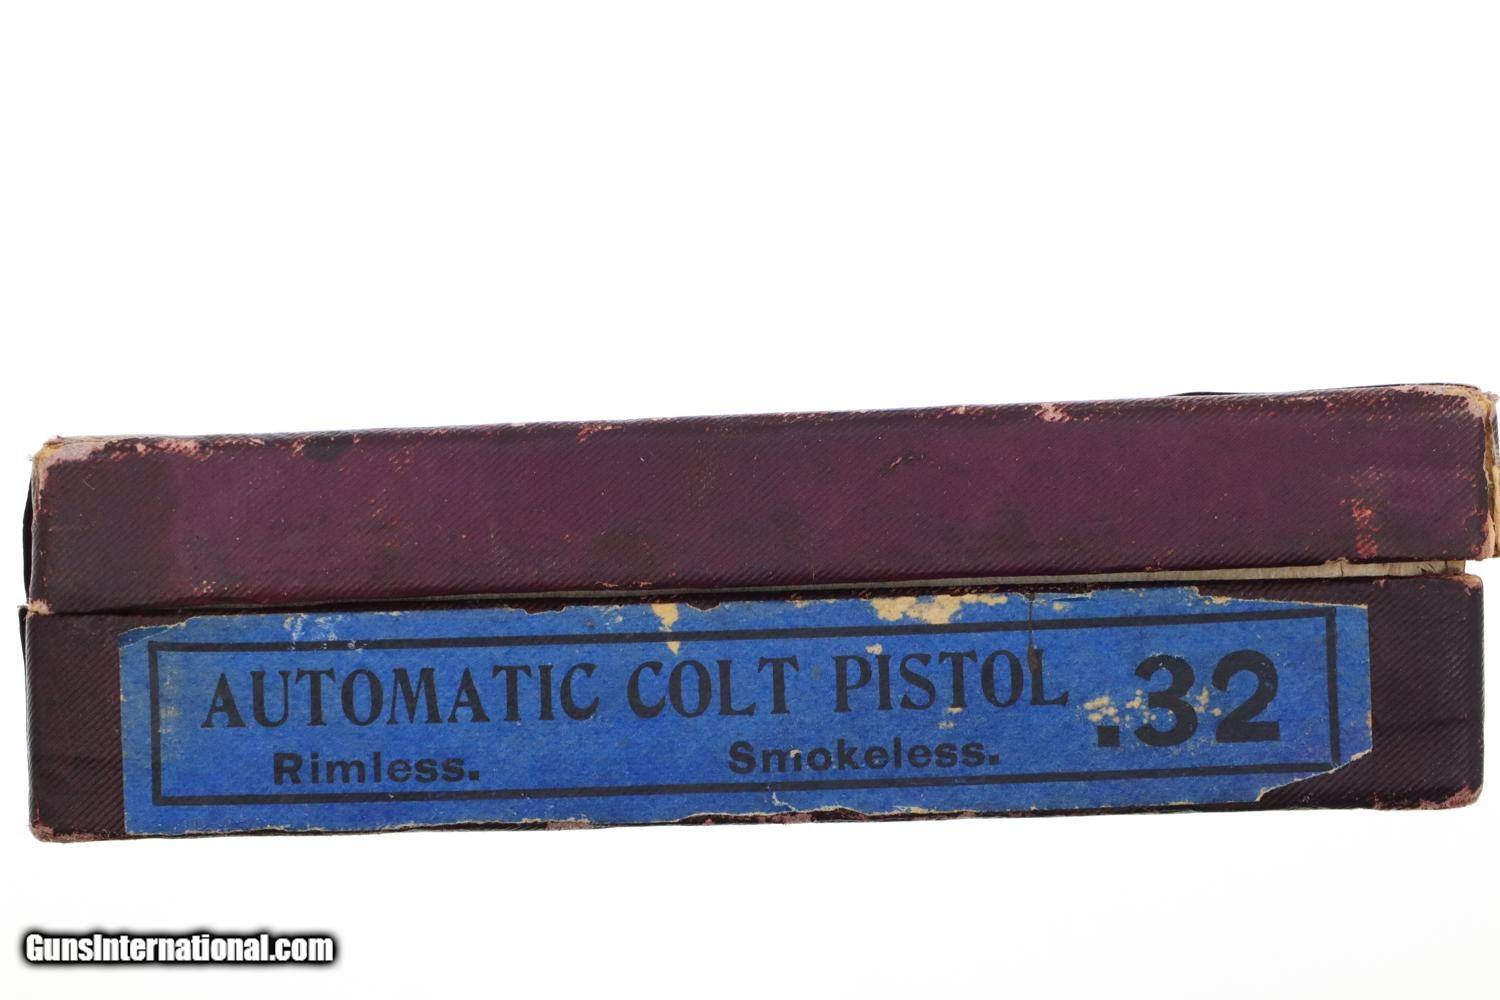 AUTOMATIC COLT PISTOL .32
Rimless. Smokeless.
GunsInternational.com